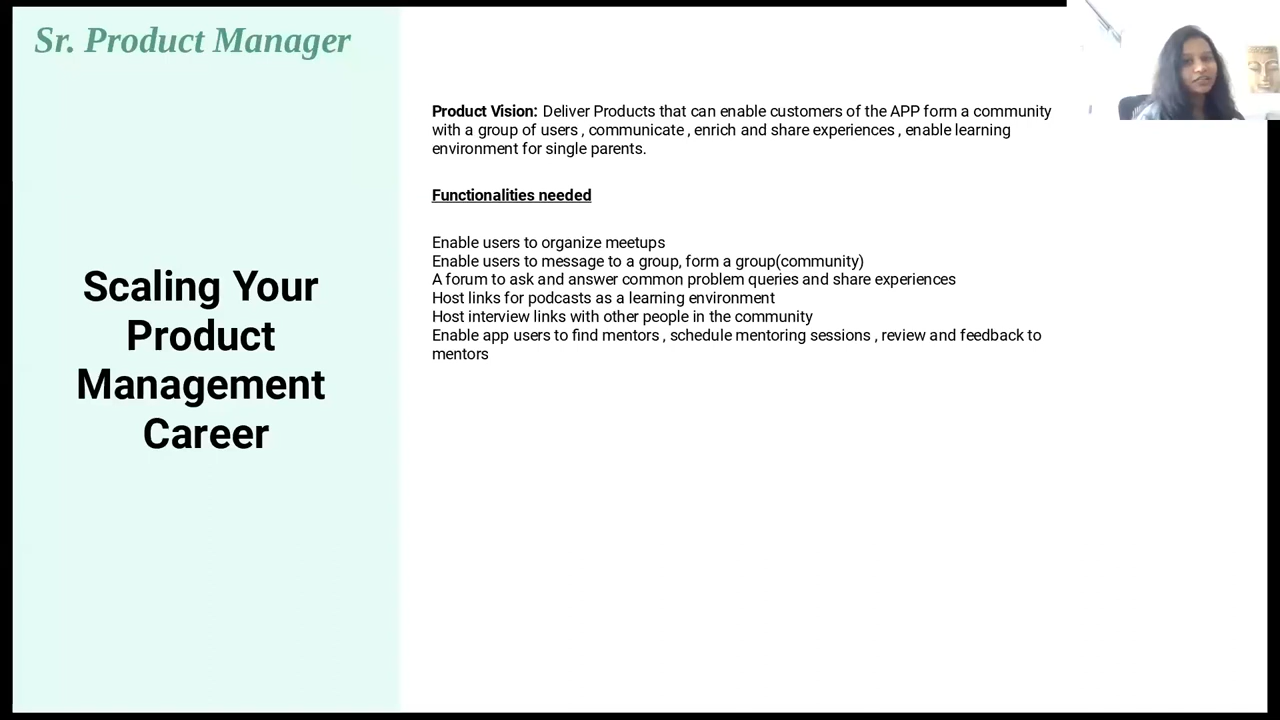 Sr. Product Manager
Scaling Your
Product
Management
Career
Product Vision: Deliver Products that can enable customers of the APP form a community
with a group of users , communicate , enrich and share experiences , enable learning
environment for single parents.
Functionalities needed
Enable users to organize meetups
Enable users to message to a group, form a group(community)
A forum to ask and answer common problem queries and share experiences
Host links for podcasts as a learning environment
Host interview links with other people in the community
Enable app users to find mentors , schedule mentoring sessions , review and feedback to
mentors